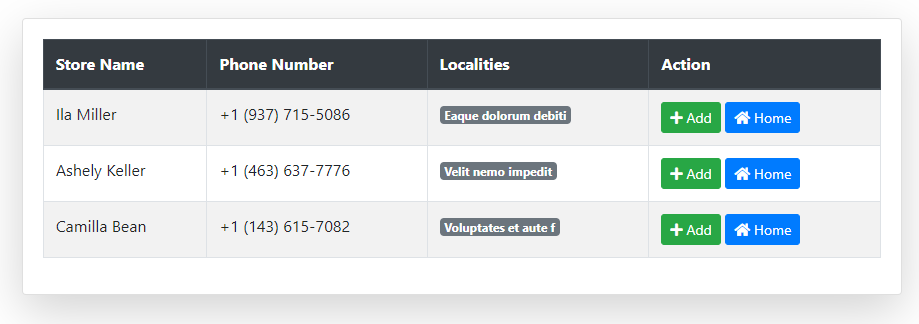 Store Name Phone Number Localities Action
Ila Miller +1 (937) 715-5086 Eaque dolorum debiti Add Home
Ashely Keller +1 (463) 637-7776 Velit nemo impedit Add Home
Camilla Bean +1 (143) 615-7082 Voluptates et aute f Add Home